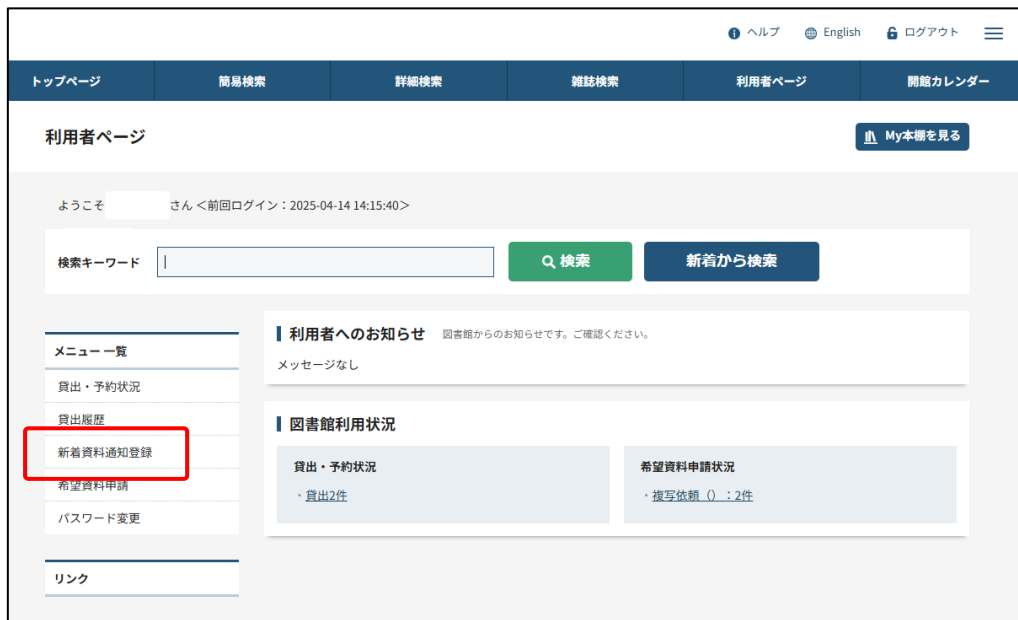 ヘルプ English ログアウト
トップページ 簡易検索 詳細検索 雑誌検索 利用者ページ 開館カレンダー
利用者ページ My本棚を見る
ようこそ さん <前回ログイン：2025-04-14 14:15:40>
検索キーワード 検索 新着から検索
メニュー 一覧
貸出・予約状況
貸出履歴
新着資料通知登録
希望資料申請
パスワード変更
リンク
利用者へのお知らせ 図書館からのお知らせです。ご確認ください。
メッセージなし
図書館利用状況
貸出・予約状況
・貸出2件
希望資料申請状況
・複写依頼（）：2件